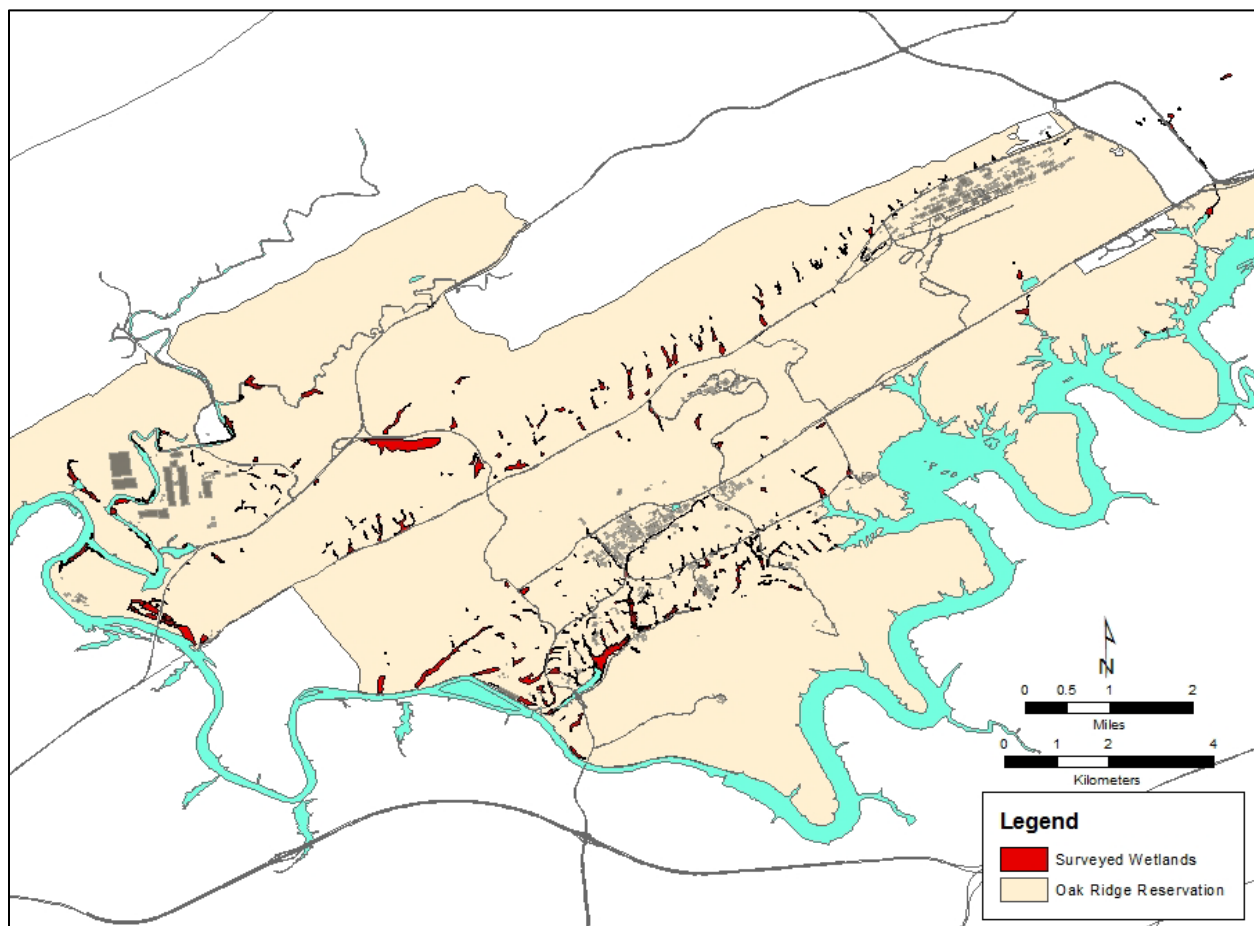 N
0 0.5 1 2
Miles
0 1 2 4
Kilometers
Legend
Surveyed Wetlands
Oak Ridge Reservation